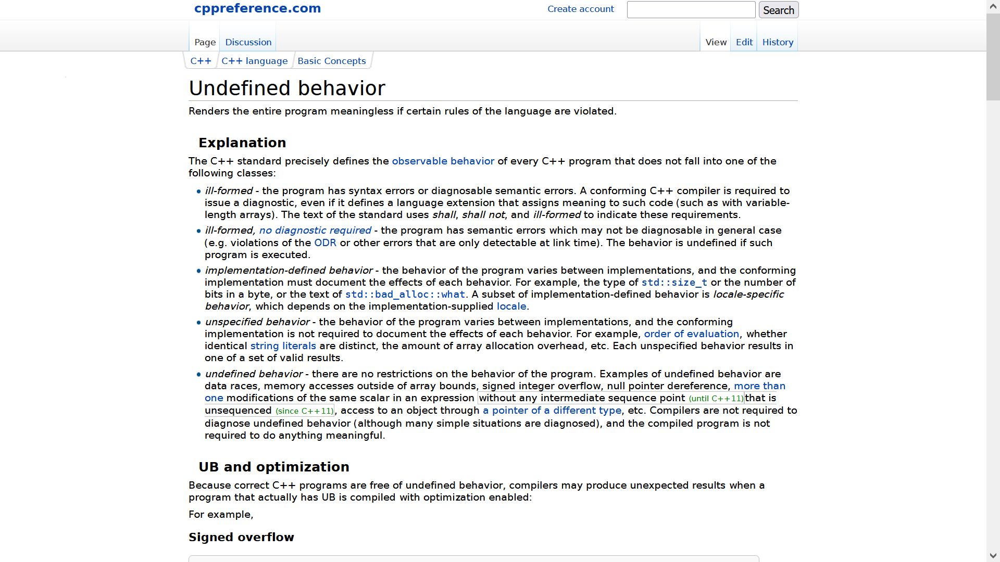 cppreference.com
Create account
Search
Page
Discussion
View
Edit
History
C++
C++ language
Basic Concepts
Undefined behavior
Renders the entire program meaningless if certain rules of the language are violated.
Explanation
The C++ standard precisely defines the observable behavior of every C++ program that does not fall into one of the
following classes:
ill-formed - the program has syntax errors or diagnosable semantic errors. A conforming C++ compiler is required to
issue a diagnostic, even if it defines a language extension that assigns meaning to such code (such as with variable-
length arrays). The text of the standard uses shall, shall not, and ill-formed to indicate these requirements.
ill-formed, no diagnostic required - the program has semantic errors which may not be diagnosable in general case
(e.g. violations of the ODR or other errors that are only detectable at link time). The behavior is undefined if such
program is executed.
implementation-defined behavior - the behavior of the program varies between implementations, and the conforming
implementation must document the effects of each behavior. For example, the type of std::size_t or the number of
bits in a byte, or the text of std::bad_alloc::what. A subset of implementation-defined behavior is locale-specific
behavior, which depends on the implementation-supplied locale.
unspecified behavior - the behavior of the program varies between implementations, and the conforming
implementation is not required to document the effects of each behavior. For example, order of evaluation, whether
identical string literals are distinct, the amount of array allocation overhead, etc. Each unspecified behavior results in
one of a set of valid results.
undefined behavior - there are no restrictions on the behavior of the program. Examples of undefined behavior are
data races, memory accesses outside of array bounds, signed integer overflow, null pointer dereference, more than
one modifications of the same scalar in an expression without any intermediate sequence point (until C++11)that is
unsequenced (since C++11), access to an object through a pointer of a different type, etc. Compilers are not required to
diagnose undefined behavior (although many simple situations are diagnosed), and the compiled program is not
required to do anything meaningful.
UB and optimization
Because correct C++ programs are free of undefined behavior, compilers may produce unexpected results when a
program that actually has UB is compiled with optimization enabled:
For example,
Signed overflow